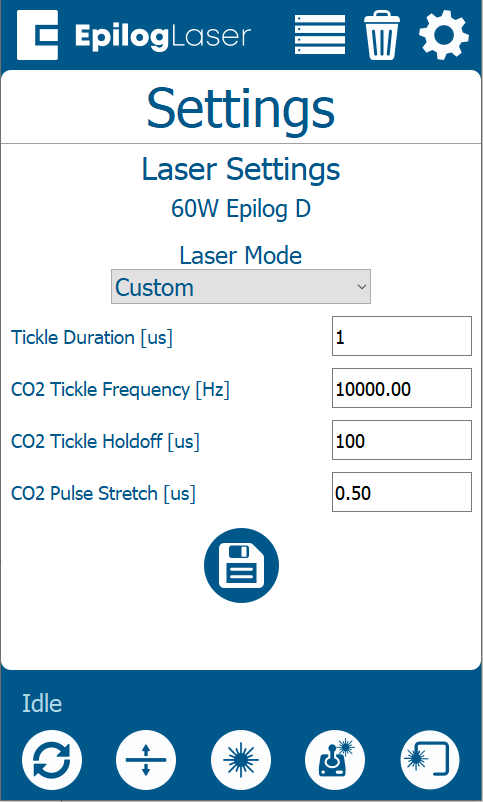 EpilogLaser
Settings
Laser Settings
60W Epilog D
Laser Mode
Custom
Tickle Duration [us]
1
CO2 Tickle Frequency [Hz]
10000.00
CO2 Tickle Holdoff [us]
100
CO2 Pulse Stretch [us]
0.50
Idle